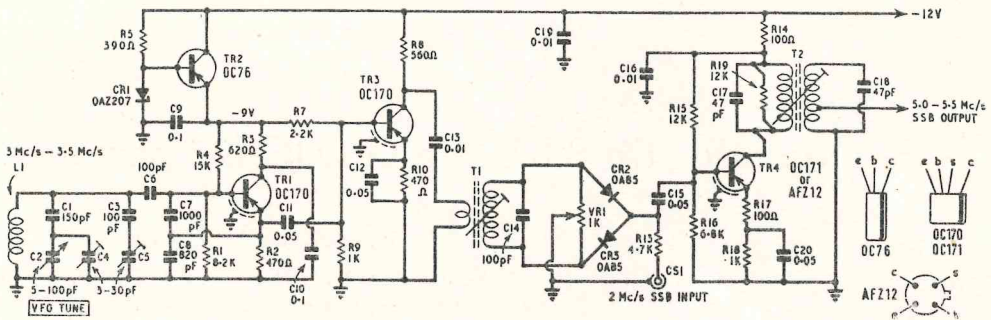 R5
390Ω
TR2
OC76
CR1
OAZ207
C9
0·1
-9V
3 Mc/s – 3·5 Mc/s
L1
R4
15K
R3
620Ω
R7
2·2K
100pF
C6
TR1
OC170
C1
150pF
C3
100
pF
C7
1000
pF
C11
0·05
C2
C4
C5
C8
820
pF
R1
8·2K
R2
470Ω
C10
0·1
5–100pF
3–30pF
VFO TUNE
R8
560Ω
TR3
OC170
C12
0·05
R10
470
Ω
R9
1K
C13
0·01
T1
C14
100pF
CR2
OA85
VR1
1K
CR3
OA85
R13
4·7K
CS1
2 Mc/s SSB INPUT
C15
0·05
C19
0·01
C16
0·01
-12V
R14
100Ω
T2
R19
12K
C17
47
pF
R15
12K
C18
47pF
5·0 – 5·5 Mc/s
SSB OUTPUT
TR4
OC171
or
AFZ12
R16
6·8K
R17
100Ω
R18
1K
C20
0·05
e b c
OC76
e b s c
OC170
OC171
AFZ12
c
s
e
b